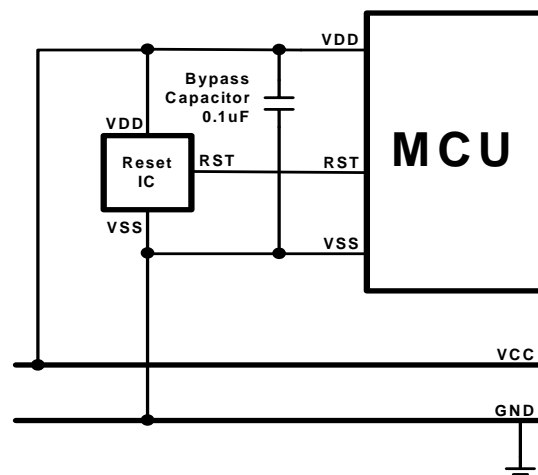 VDD
Bypass
Capacitor
0.1uF
VDD
MCU
Reset
IC
RST
RST
VSS
VSS
VCC
GND